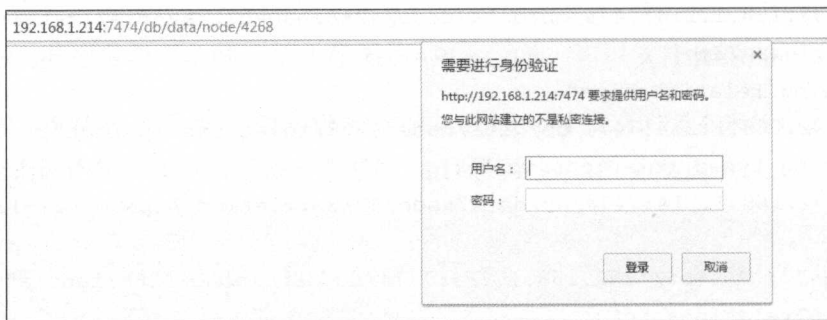 192.168.1.214:7474/db/data/node/4268
×
需要进行身份验证
http://192.168.1.214:7474 要求提供用户名和密码。
您与此网站建立的不是私密连接。
用户名：
密码：
登录 取消